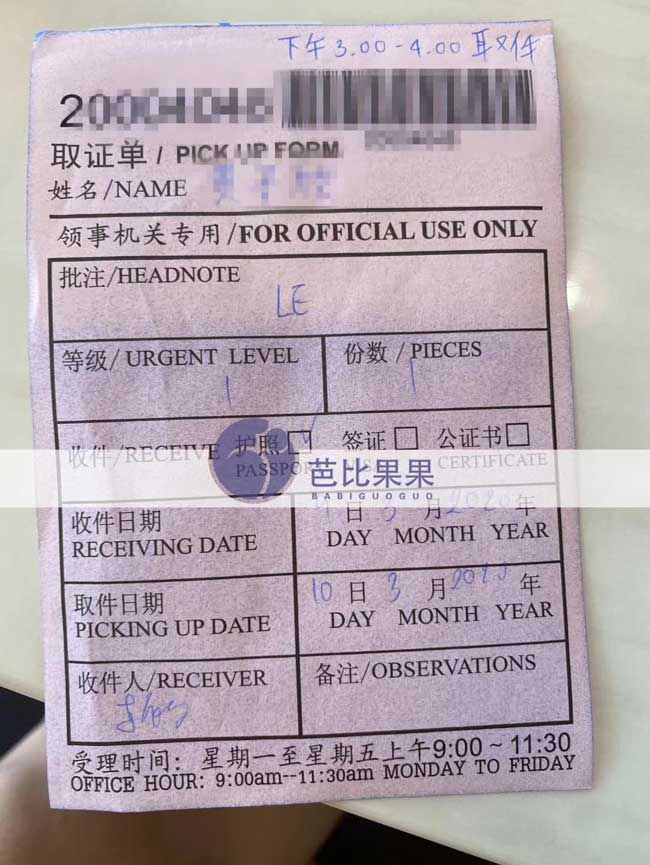 下午3.00-4.00取件
取证单 / PICK UP FORM
姓名/NAME
领事机关专用/FOR OFFICIAL USE ONLY
批注/HEADNOTE
LE
等级/ URGENT LEVEL 份数 / PIECES
1 1
收件/RECEIVE 护照 签证 公证书
PASSPORT CERTIFICATE
芭比果果
BABIGUOGUO
收件日期 日 3 月 2020 年
RECEIVING DATE DAY MONTH YEAR
取件日期 10 日 3 月 2020 年
PICKING UP DATE DAY MONTH YEAR
收件人/RECEIVER 备注/OBSERVATIONS
受理时间：星期一至星期五上午9:00 ~ 11:30
OFFICE HOUR: 9:00am--11:30am MONDAY TO FRIDAY